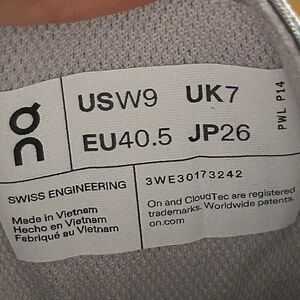 on
USW9 UK7
EU40.5 JP26
PWL P14
SWISS ENGINEERING
Made in Vietnam
Hecho en Vietnam
Fabriqué au Vietnam
3WE30173242
On and CloudTec are registered
trademarks. Worldwide patents.
on.com